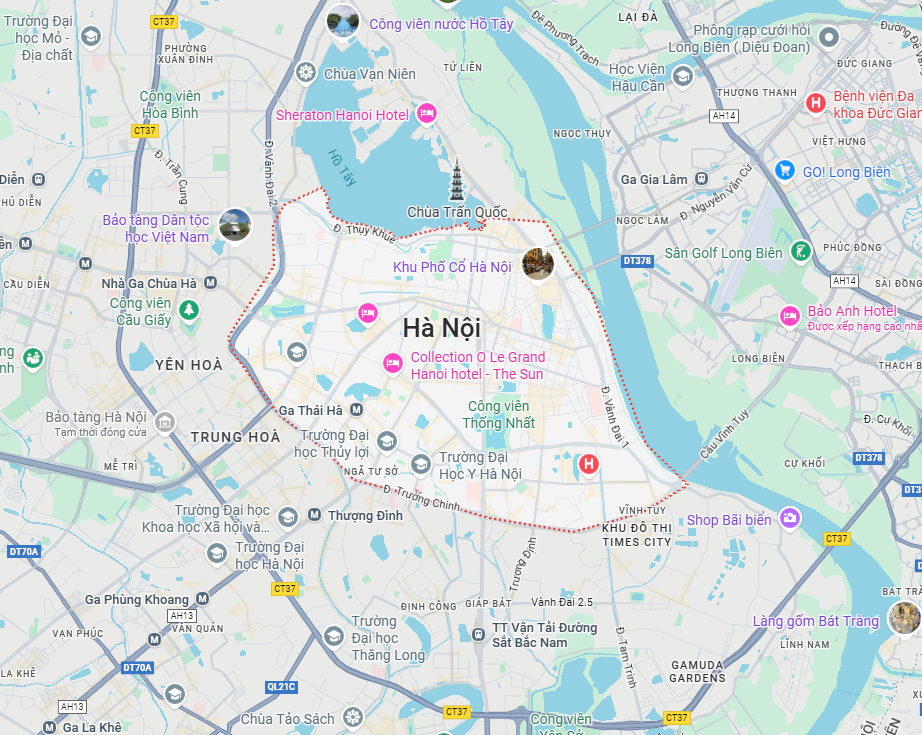 Trường Đại
học Mỏ -
Địa chất
CT37
Công viên nước Hồ Tây
LẠI ĐÀ
Đê Phương Trạch
Phòng rạp cưới hỏi
Long Biên ( Diệu Đoan)
PHƯỜNG
XUÂN ĐỈNH
Chùa Vạn Niên
TỨ LIÊN
Học Viện
Hậu Cần
ĐỨC GIANG
THƯỢNG THANH
Công viên
Hòa Bình
Sheraton Hanoi Hotel
AH14
Bệnh viện Đa
khoa Đức Gian
CT37
NGỌC THỤY
VIỆT HƯNG
Đ. Vành Đai 2
Đ. Trần Cung
Hồ Tây
Diễn
Ga Gia Lâm
GO! Long Biên
PHÚ DIỄN
Đ. Nguyễn Văn Cừ
Chùa Trấn Quốc
Bảo tàng Dân tộc
học Việt Nam
Đ. Thụy Khuê
NGỌC LÂM
PHÚC ĐỒNG
Sân Golf Long Biên
DT378
Khu Phố Cổ Hà Nội
CẦU DIỄN
Nhà Ga Chùa Hà
AH14
SÀI ĐỒNG
Công viên
Cầu Giấy
Bảo Anh Hotel
Được xếp hạng cao nhấ
Hà Nội
YÊN HOÀ
Collection O Le Grand
Hanoi hotel - The Sun
LONG BIÊN
THẠCH B
Ga Thái Hà
Công viên
Thống Nhất
Đ. Vành Đai 1
Bảo tàng Hà Nội
Tạm thời đóng cửa
Cầu Vĩnh Tuy
Đ. Cự Khối
TRUNG HOÀ
Trường Đại
học Thủy lợi
MỄ TRÌ
Trường Đại
Học Y Hà Nội
NGÃ TƯ SỞ
CỰ KHỐI
DT378
Đ. Trường Chinh
Trường Đại học
Khoa học Xã hội và...
Thượng Đình
VĨNH TUY
KHU ĐÔ THỊ
TIMES CITY
Shop Bãi biển
CT37
DT70A
Trường Đại
học Hà Nội
Trương Định
CT37
Ga Phùng Khoang
AH13
ĐỊNH CÔNG
GIÁP BÁT
Vành Đai 2.5
BÁT TRÀ
Làng gốm Bát Tràng
VẠN PHÚC
VĂN QUÁN
Trường
Đại học
Thăng Long
TT Vận Tải Đường
Sắt Bắc Nam
LĨNH NAM
DT70A
Đ. Tam Trinh
GAMUDA
GARDENS
LA KHÊ
QL21C
AH13
Chùa Tảo Sách
CT37
CT37
Ga La Khê
Công viên